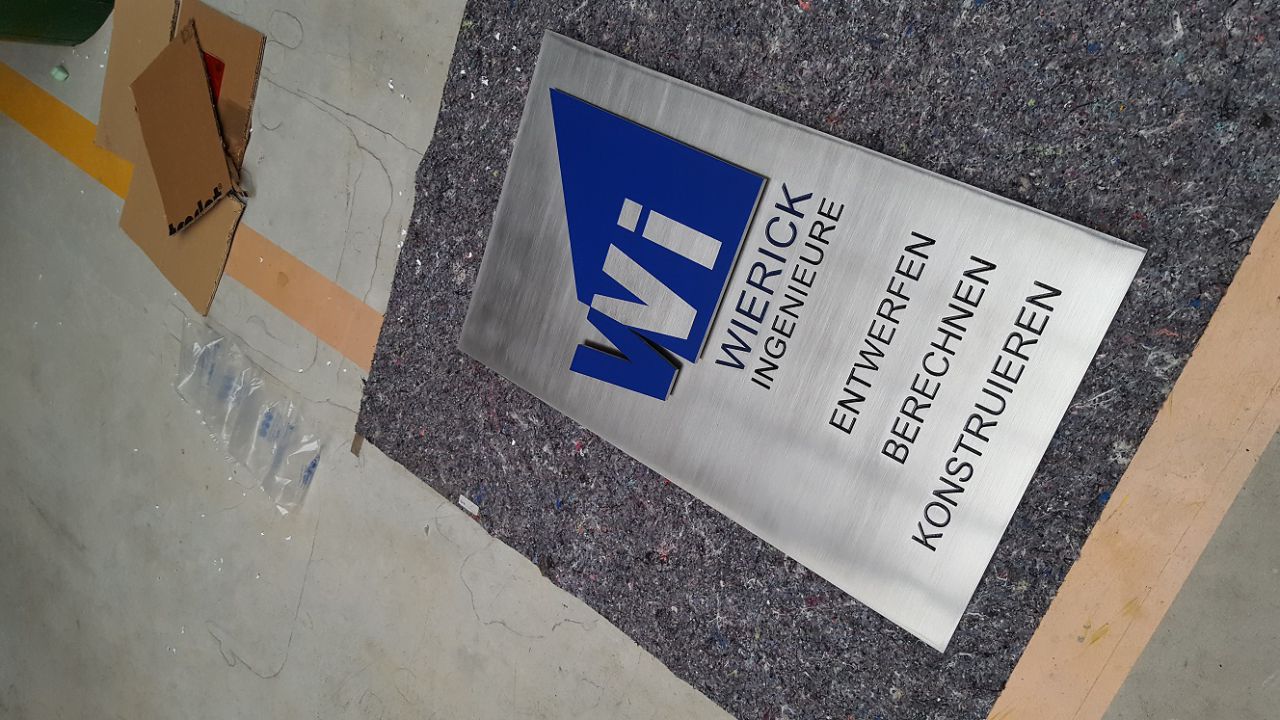 Wi
WIERICK
INGENIEURE
ENTWERFEN
BERECHNEN
KONSTRUIEREN